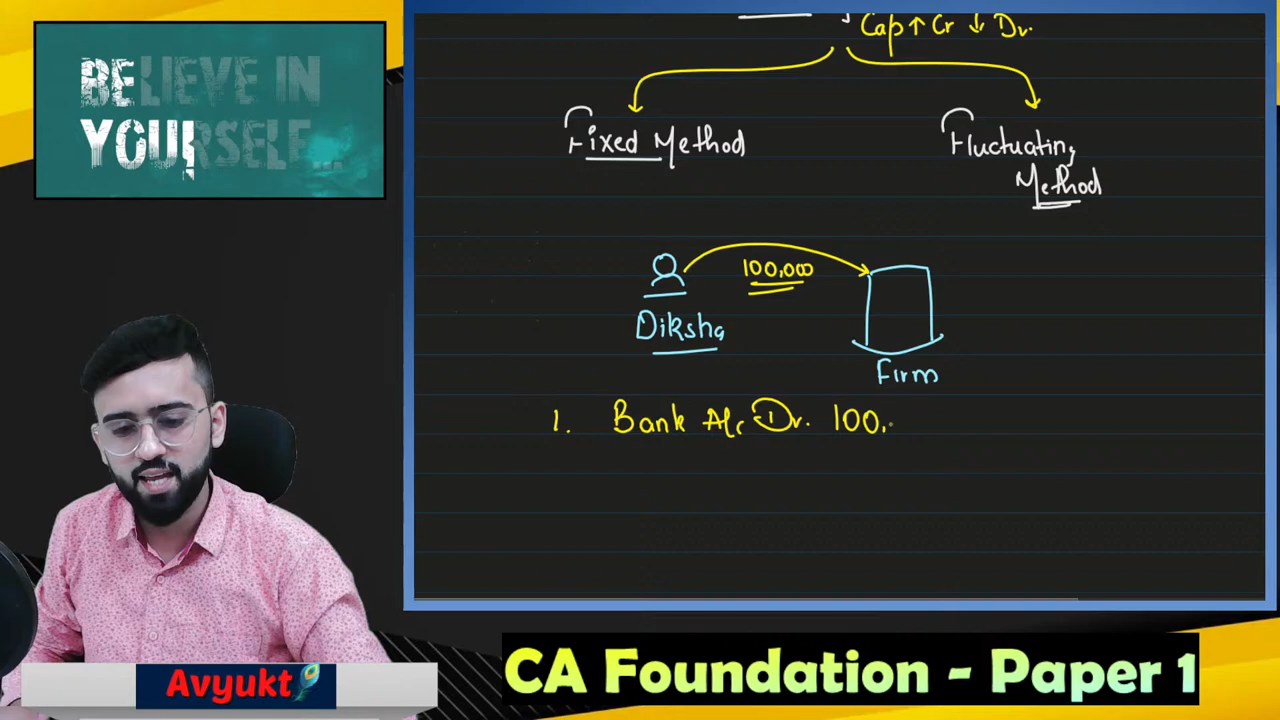 BELIEVE IN
YOURSELF...
Cap ↑ Cr ↓ Dr.
Fixed Method
Fluctuating
Method
100,000
Diksha
Firm
1. Bank A/c Dr. 100,
Avyukt
CA Foundation - Paper 1